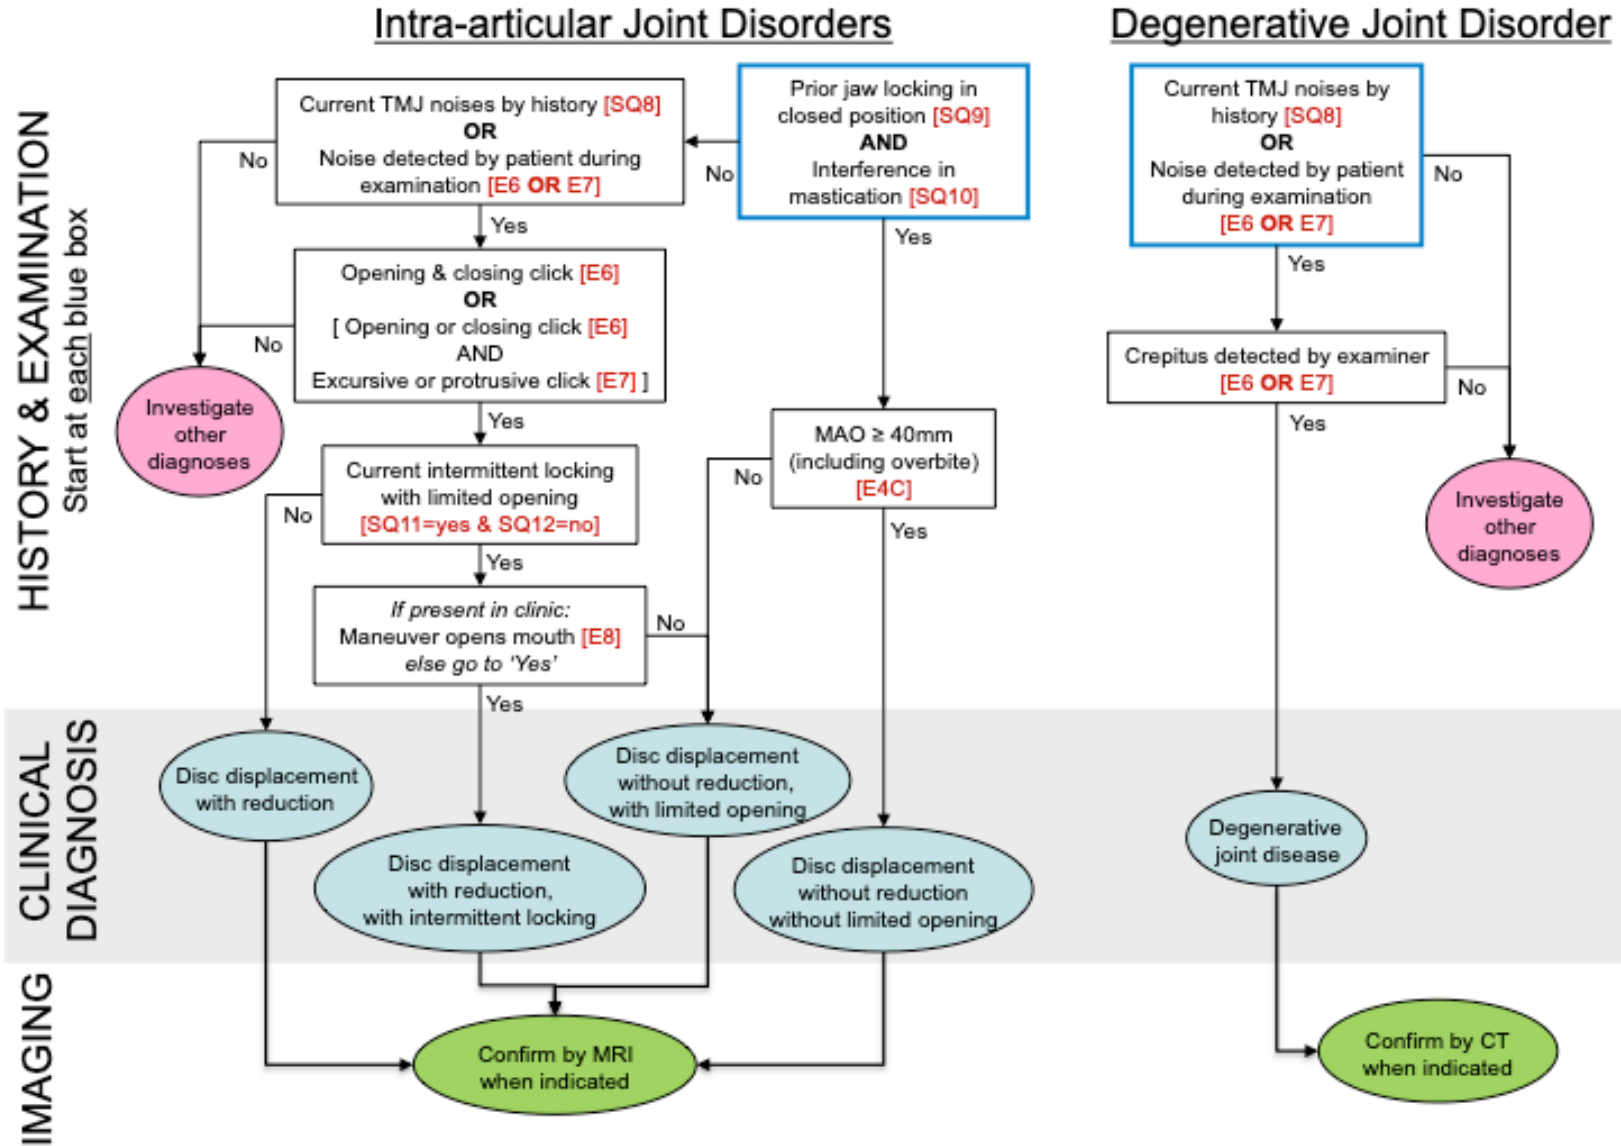 Intra-articular Joint Disorders
Degenerative Joint Disorder
HISTORY & EXAMINATION
Start at each blue box
CLINICAL
DIAGNOSIS
IMAGING
Prior jaw locking in
closed position [SQ9]
AND
Interference in
mastication [SQ10]
No
Yes
Current TMJ noises by history [SQ8]
OR
Noise detected by patient during
examination [E6 OR E7]
No
Yes
Opening & closing click [E6]
OR
[ Opening or closing click [E6]
AND
Excursive or protrusive click [E7] ]
No
Yes
Investigate
other
diagnoses
Current intermittent locking
with limited opening
[SQ11=yes & SQ12=no]
No
Yes
If present in clinic:
Maneuver opens mouth [E8]
else go to 'Yes'
No
Yes
MAO ≥ 40mm
(including overbite)
[E4C]
No
Yes
Disc displacement
with reduction
Disc displacement
with reduction,
with intermittent locking
Disc displacement
without reduction,
with limited opening
Disc displacement
without reduction
without limited opening
Confirm by MRI
when indicated
Current TMJ noises by
history [SQ8]
OR
Noise detected by patient
during examination
[E6 OR E7]
No
Yes
Crepitus detected by examiner
[E6 OR E7]
No
Yes
Investigate
other
diagnoses
Degenerative
joint disease
Confirm by CT
when indicated